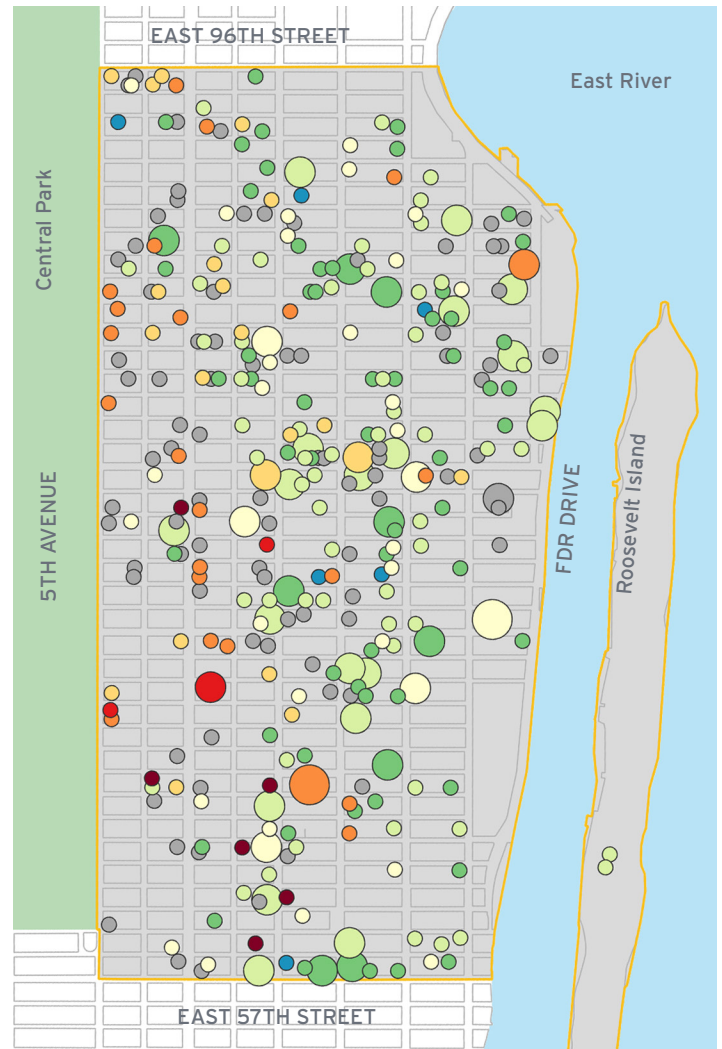 EAST 96TH STREET
East River
Central Park
5TH AVENUE
FDR DRIVE
Roosevelt Island
EAST 57TH STREET